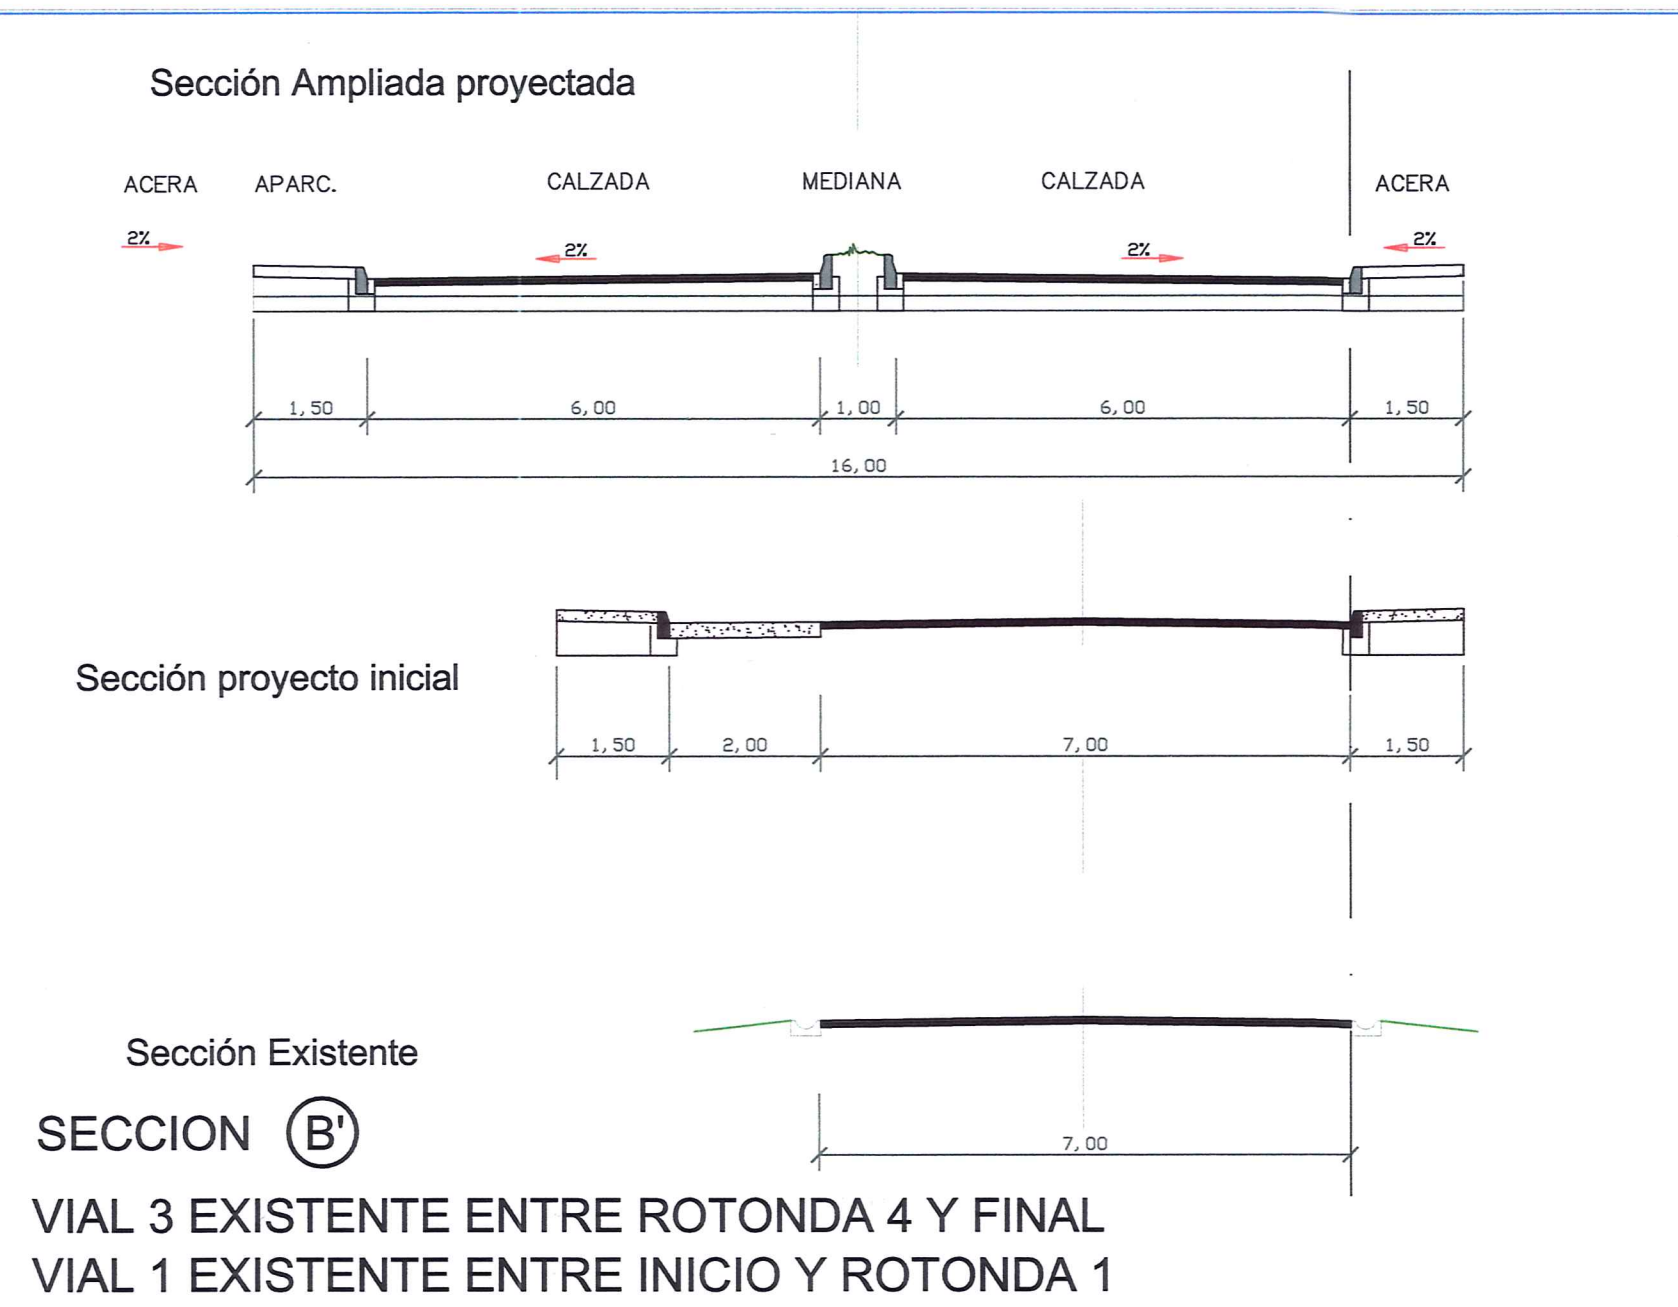 Sección Ampliada proyectada
ACERA APARC. CALZADA MEDIANA CALZADA ACERA
2% 2% 2% 2%
1,50 6,00 1,00 6,00 1,50
16,00
Sección proyecto inicial
1,50 2,00 7,00 1,50
Sección Existente
SECCION B'
7,00
VIAL 3 EXISTENTE ENTRE ROTONDA 4 Y FINAL
VIAL 1 EXISTENTE ENTRE INICIO Y ROTONDA 1